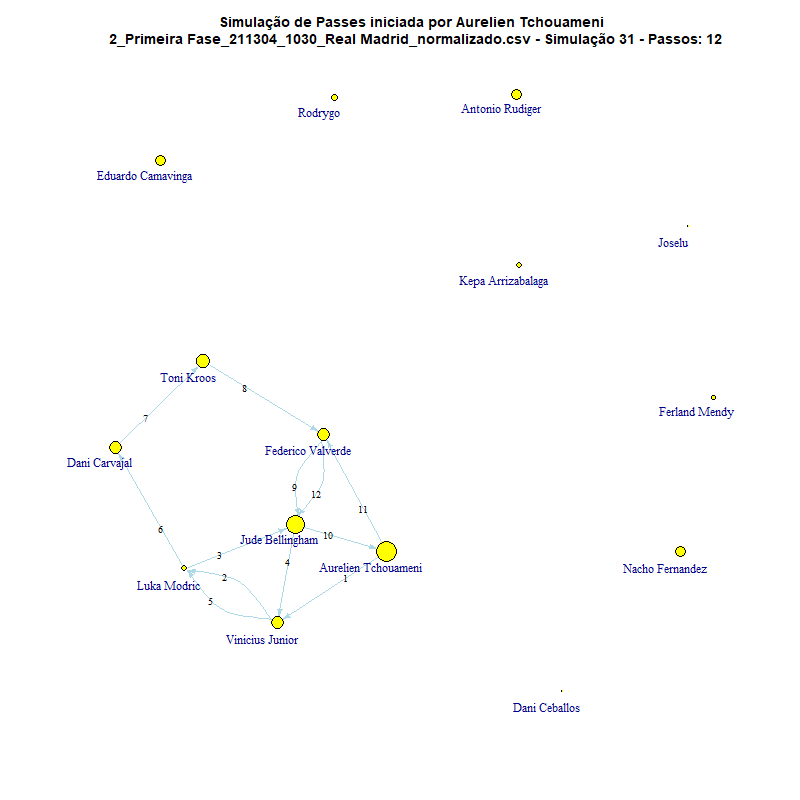 Simulação de Passes iniciada por Aurelien Tchouameni
2_Primeira Fase_211304_1030_Real Madrid_normalizado.csv - Simulação 31 - Passos: 12
Rodrygo
Antonio Rudiger
Eduardo Camavinga
Joselu
Kepa Arrizabalaga
Toni Kroos
8
Ferland Mendy
7
Federico Valverde
Dani Carvajal
9
12
11
6
10
Jude Bellingham
3
4
Aurelien Tchouameni
Nacho Fernandez
2
1
Luka Modric
5
Vinicius Junior
Dani Ceballos